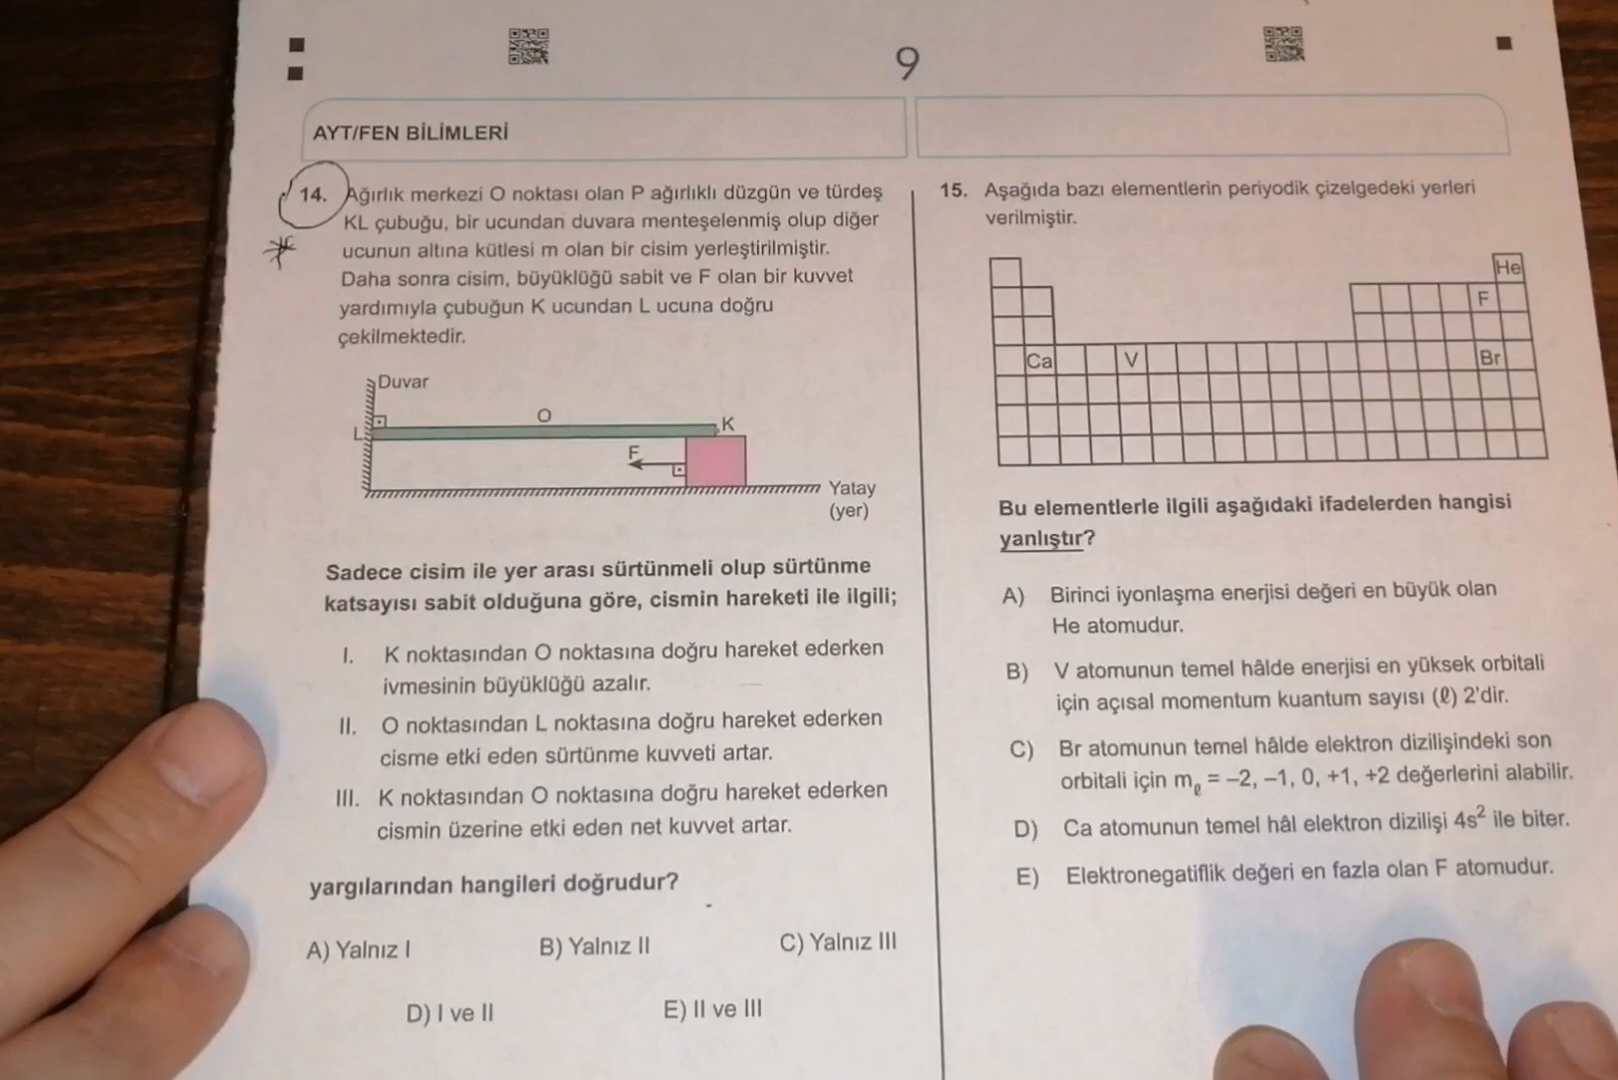 9
AYT/FEN BİLİMLERİ
14. Ağırlık merkezi O noktası olan P ağırlıklı düzgün ve türdeş
KL çubuğu, bir ucundan duvara menteşelenmiş olup diğer
ucunun altına kütlesi m olan bir cisim yerleştirilmiştir.
Daha sonra cisim, büyüklüğü sabit ve F olan bir kuvvet
yardımıyla çubuğun K ucundan L ucuna doğru
çekilmektedir.
Duvar
O
K
L
F
Yatay
(yer)
Sadece cisim ile yer arası sürtünmeli olup sürtünme
katsayısı sabit olduğuna göre, cismin hareketi ile ilgili;
I. K noktasından O noktasına doğru hareket ederken
ivmesinin büyüklüğü azalır.
II. O noktasından L noktasına doğru hareket ederken
cisme etki eden sürtünme kuvveti artar.
III. K noktasından O noktasına doğru hareket ederken
cismin üzerine etki eden net kuvvet artar.
yargılarından hangileri doğrudur?
A) Yalnız I
B) Yalnız II
C) Yalnız III
D) I ve II
E) II ve III
15. Aşağıda bazı elementlerin periyodik çizelgedeki yerleri
verilmiştir.
He
F
Ca
V
Br
Bu elementlerle ilgili aşağıdaki ifadelerden hangisi
yanlıştır?
A) Birinci iyonlaşma enerjisi değeri en büyük olan
He atomudur.
B) V atomunun temel hâlde enerjisi en yüksek orbitali
için açısal momentum kuantum sayısı (ℓ) 2'dir.
C) Br atomunun temel hâlde elektron dizilişindeki son
orbitali için mℓ = –2, –1, 0, +1, +2 değerlerini alabilir.
D) Ca atomunun temel hâl elektron dizilişi 4s² ile biter.
E) Elektronegatiflik değeri en fazla olan F atomudur.